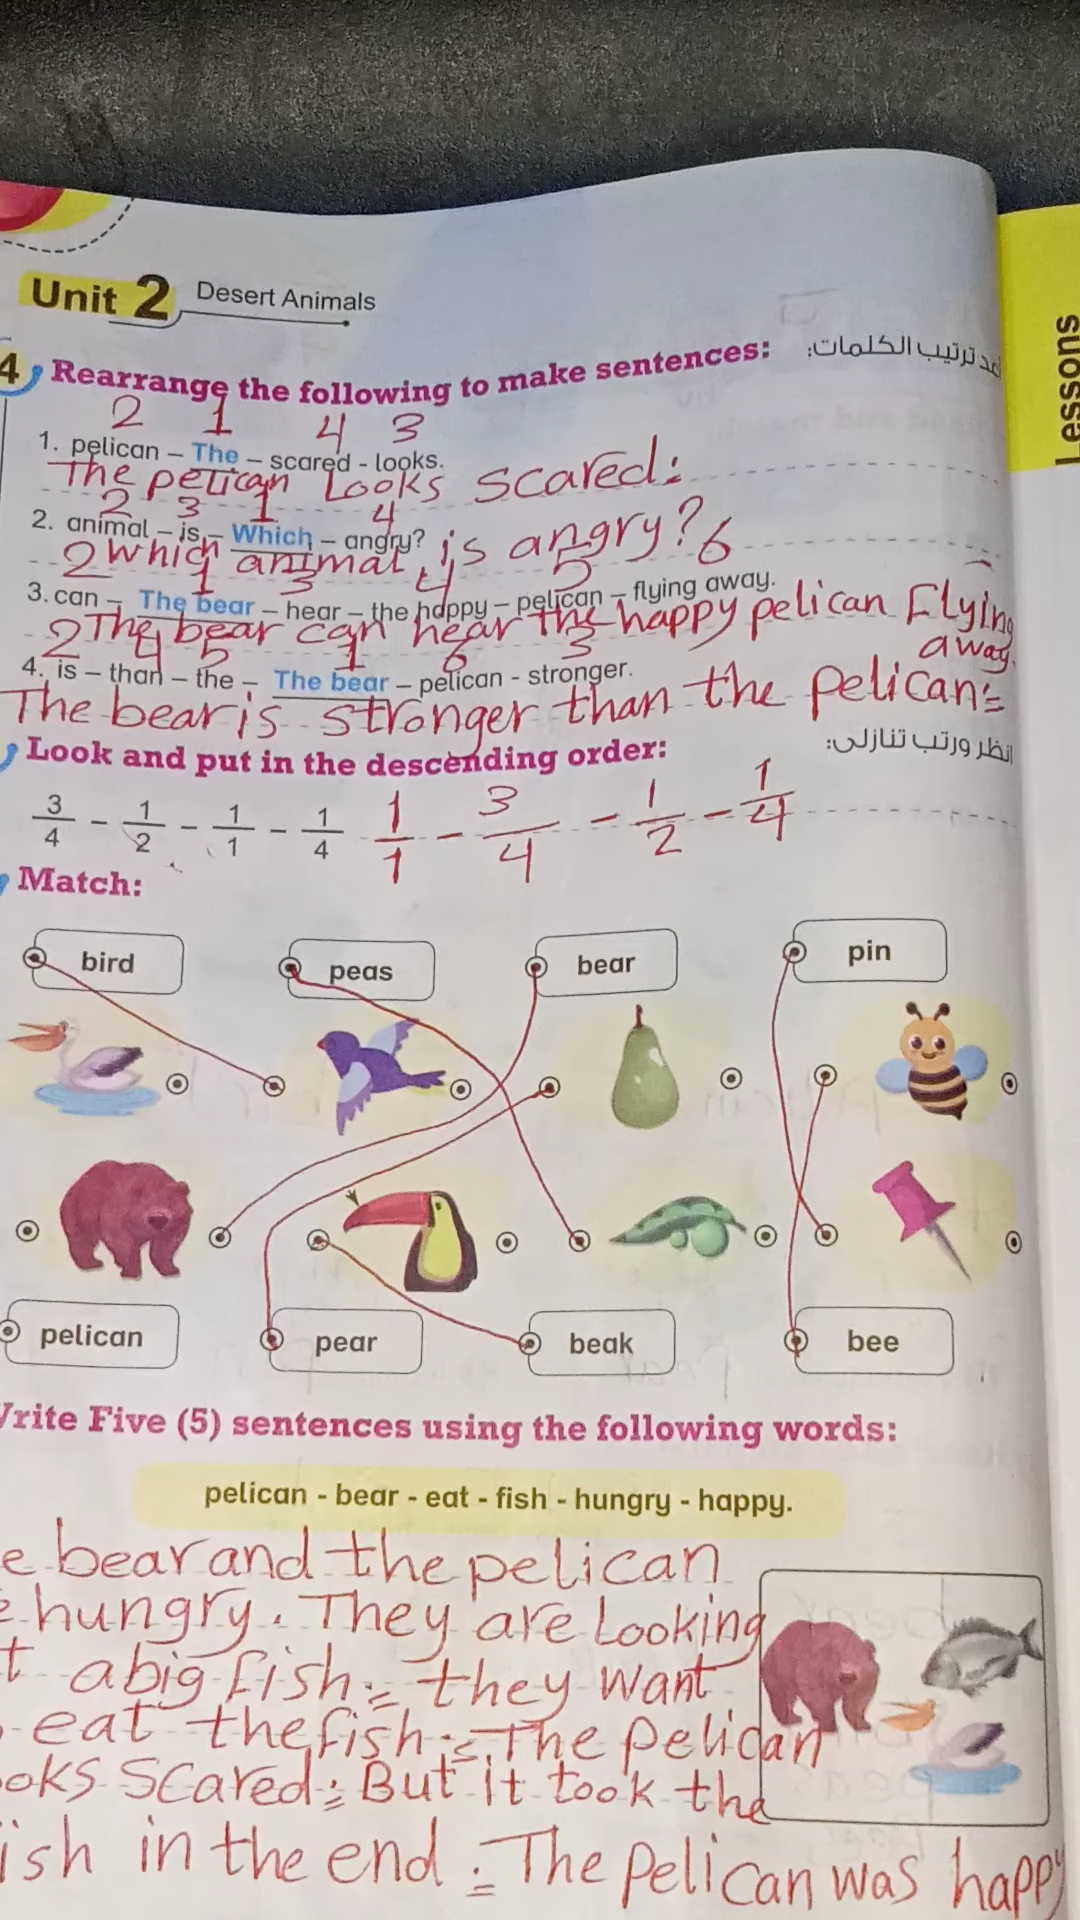 Unit 2 Desert Animals
Lessons
4 Rearrange the following to make sentences: ترتيب الكلمات:
2 1 4 3
1. pelican – The – scared - looks.
The pelican Looks scared.
2 3 1 4
2. animal – is – Which – angry?
which animal is angry?
2 1 3 4 5 6
3. can – The bear – hear – the happy – pelican – flying away.
The bear can hear the happy pelican Flying
away.
2 4 5 1 6 3
4. is – than – the – The bear – pelican - stronger.
The bear is stronger than the pelican.
Look and put in the descending order: انظر ورتب تنازلى:
3/4 – 1/2 – 1/1 – 1/4 1/1 – 3/4 – 1/2 – 1/4
Match:
bird peas bear pin
pelican pear beak bee
Write Five (5) sentences using the following words:
pelican - bear - eat - fish - hungry - happy.
bear and the pelican
hungry. They are Looking
a big fish. they want
eat the fish. The pelican
scared. But it took the
in the end. The pelican was happy